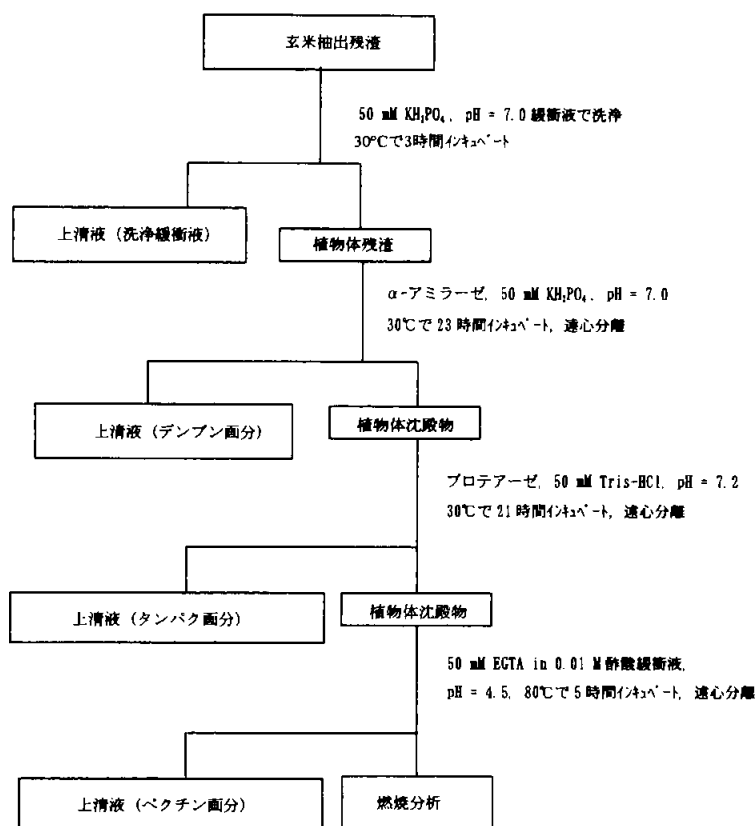 玄米抽出残渣
50 mM KH₂PO₄, pH = 7.0 緩衝液で洗浄
30℃で3時間インキュベート
上清液 (洗浄緩衝液)
植物体残渣
α-アミラーゼ, 50 mM KH₂PO₄, pH = 7.0
30℃で 23 時間インキュベート, 遠心分離
上清液 (デンプン画分)
植物体沈殿物
プロテアーゼ, 50 mM Tris-HCl, pH = 7.2
30℃で 21 時間インキュベート, 遠心分離
上清液 (タンパク画分)
植物体沈殿物
50 mM EGTA in 0.01 M 酢酸緩衝液,
pH = 4.5, 80℃で 5 時間インキュベート, 遠心分離
上清液 (ペクチン画分)
燃焼分析